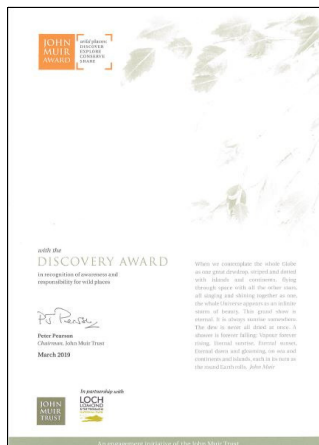 JOHN
MUIR
AWARD
wild places
DISCOVER
EXPLORE
CONSERVE
SHARE
with the
DISCOVERY AWARD
in recognition of awareness and
responsibility for wild places
Peter Pearson
Chairman, John Muir Trust
March 2010
When we contemplate the whole Globe
as one great dewdrop, striped and dotted
with islands and continents, flying
through space with all the other stars,
all singing and shining together as one,
the whole Universe appears as an infinite
storm of beauty. This grand show is
eternal. It is always sunrise somewhere.
The dew is never all dried at once. A
shower is forever falling. Vapour forever
rising. Eternal sunrise, Eternal sunset,
Eternal dawn and gloaming, on sea and
continents and islands, each in its turn as
the round Earth rolls. John Muir
JOHN
MUIR
TRUST
In partnership with
LOCH
LOMOND
An engagement initiative of the John Muir Trust